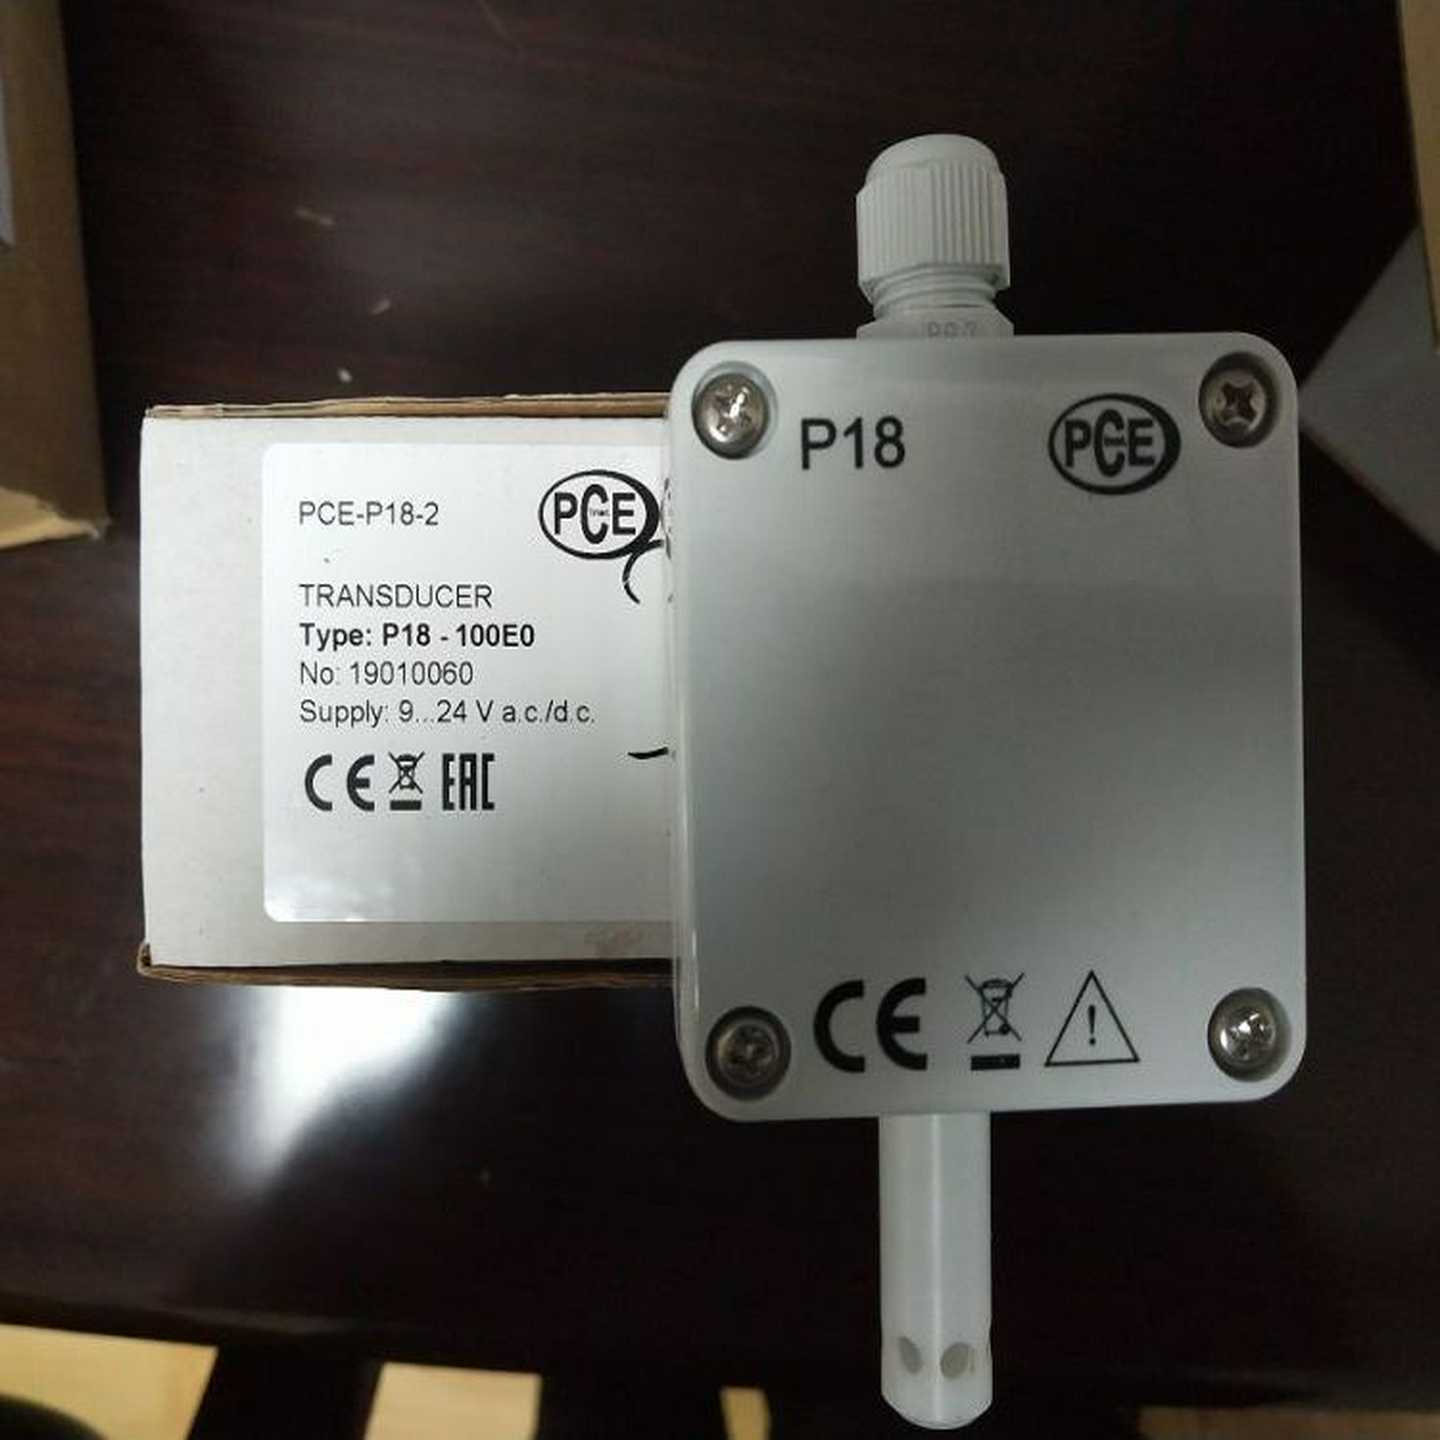 PCE-P18-2
PCE
TRANSDUCER
Type: P18 - 100E0
No: 19010060
Supply: 9...24 V a.c./d.c.
CE EAC
P18
PCE
CE